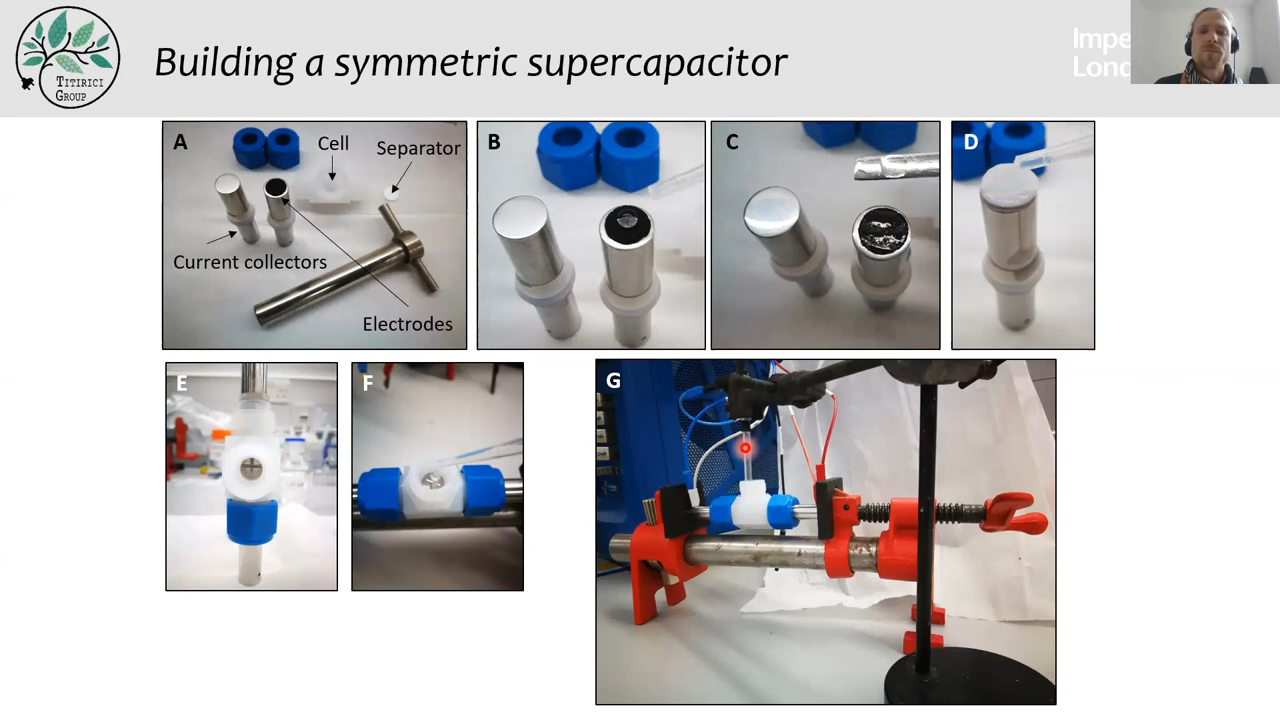 TITIRICI
GROUP
Building a symmetric supercapacitor
Impe
Lond
A
Cell
Separator
Current collectors
Electrodes
B
C
D
E
F
G